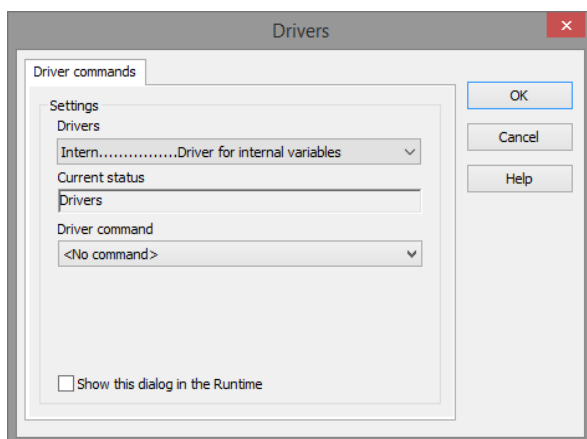 Drivers
Driver commands
Settings
Drivers
Intern................Driver for internal variables
Current status
Drivers
Driver command
<No command>
Show this dialog in the Runtime
OK
Cancel
Help